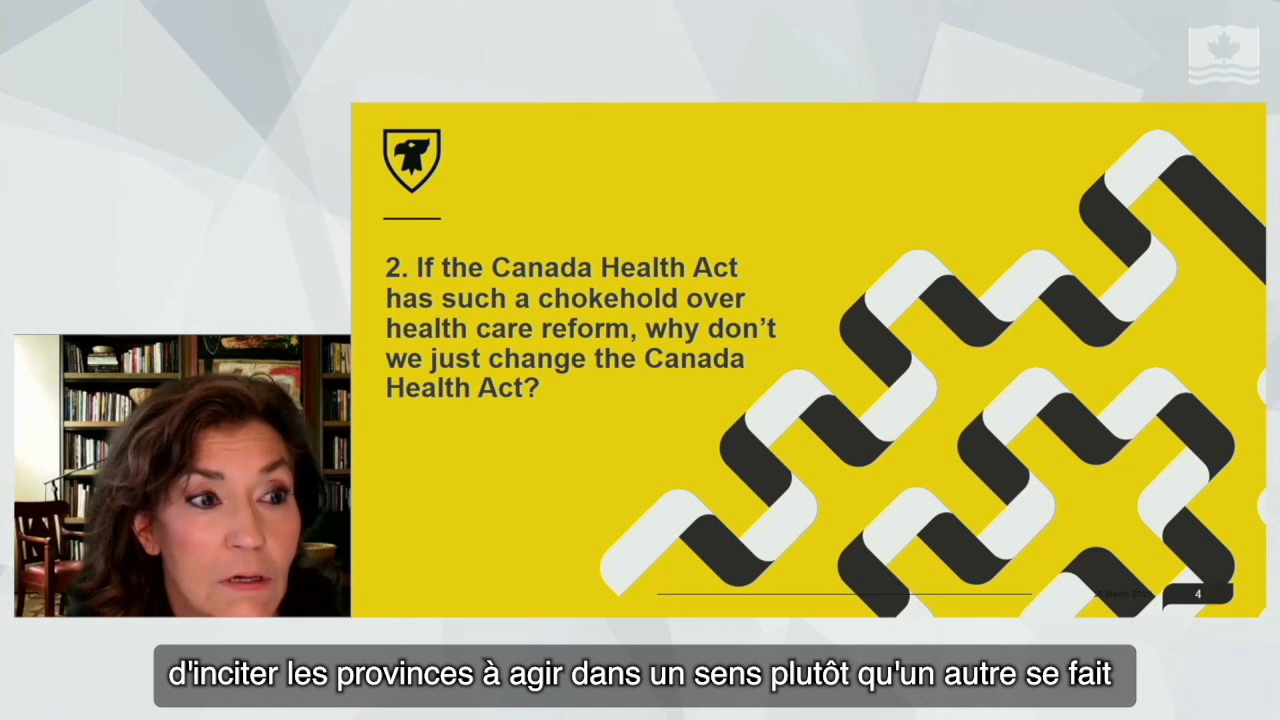 2. If the Canada Health Act
has such a chokehold over
health care reform, why don't
we just change the Canada
Health Act?
4
d'inciter les provinces à agir dans un sens plutôt qu'un autre se fait